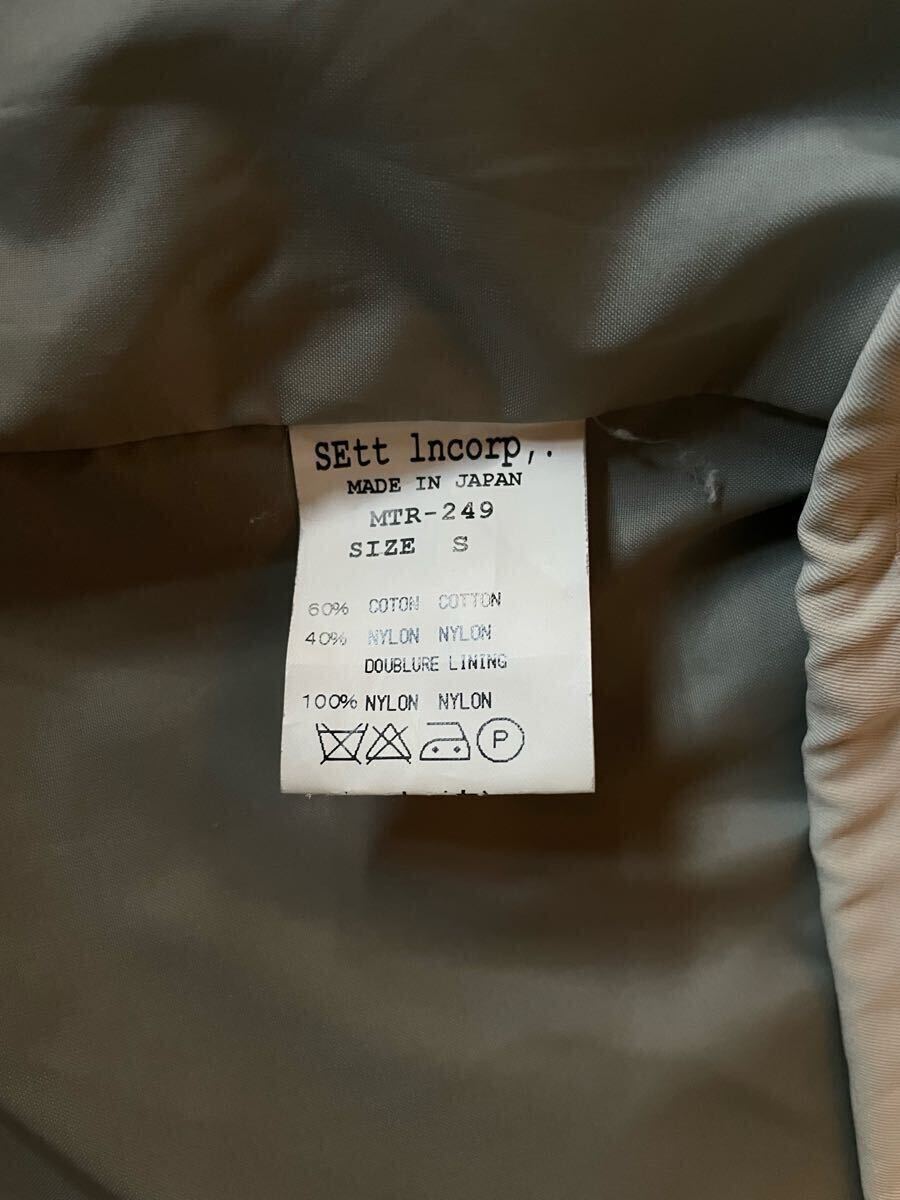 SEtt lncorp,.
MADE IN JAPAN
MTR-249
SIZE S
60% COTON COTTON
40% NYLON NYLON
DOUBLURE LINING
100% NYLON NYLON
P